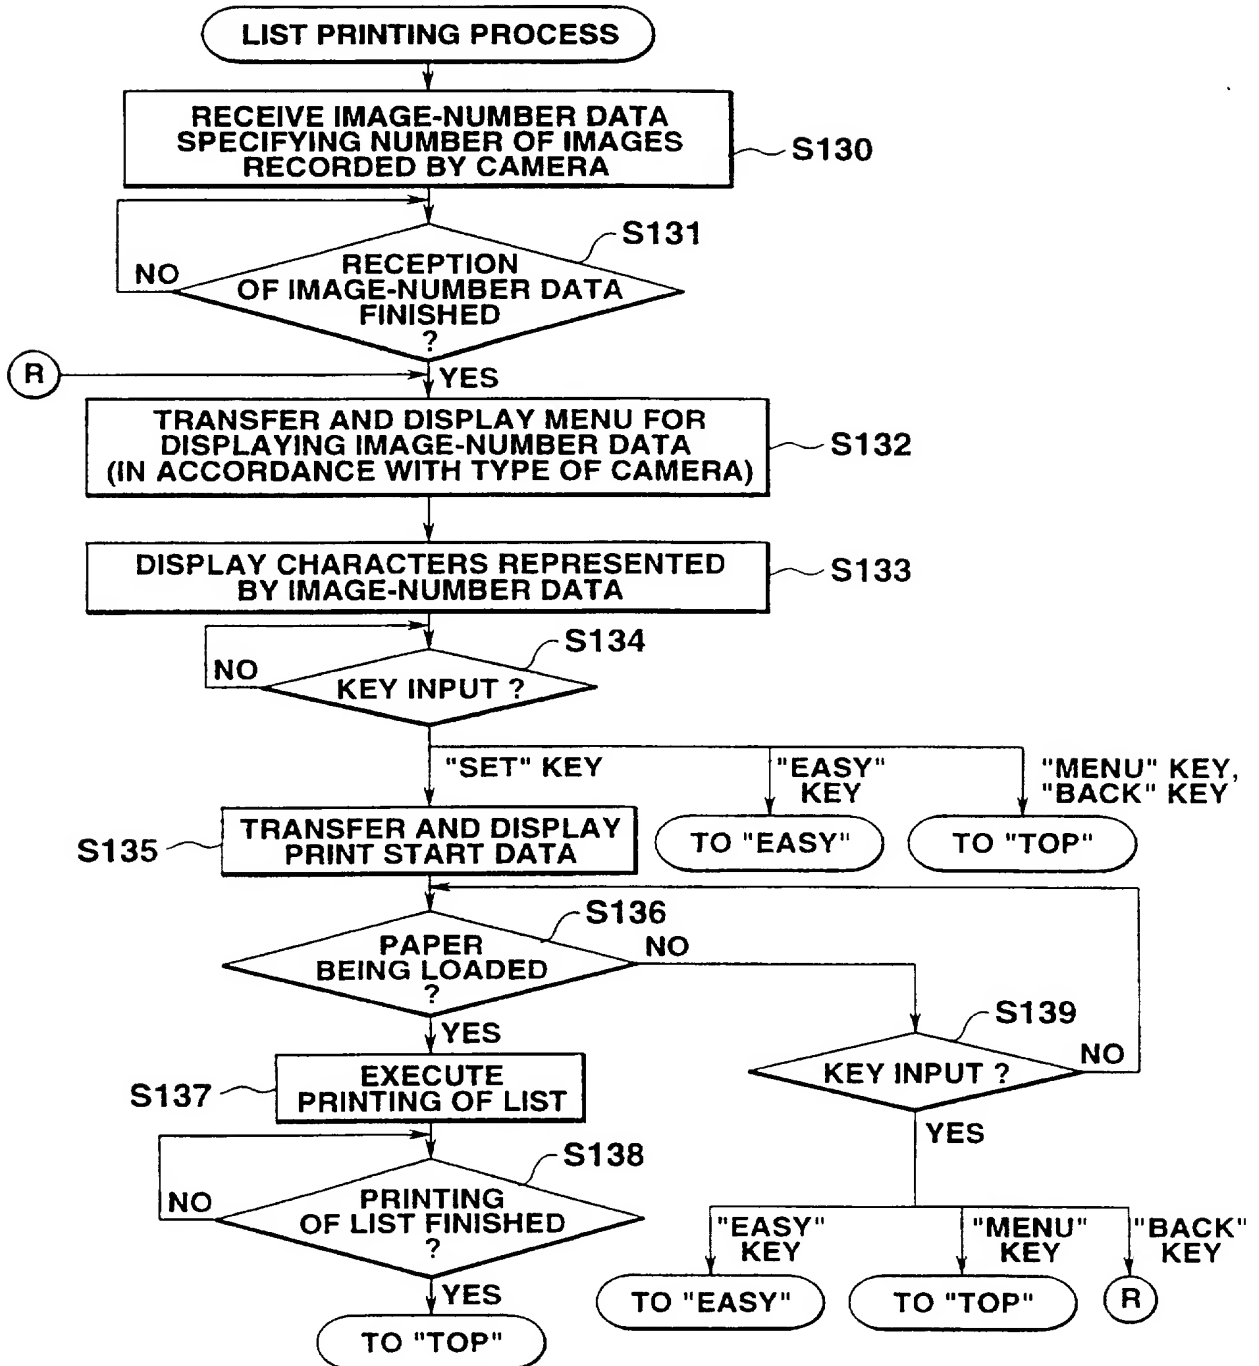 LIST PRINTING PROCESS
RECEIVE IMAGE-NUMBER DATA
SPECIFYING NUMBER OF IMAGES
RECORDED BY CAMERA
S130
S131
NO
RECEPTION
OF IMAGE-NUMBER DATA
FINISHED
?
R
YES
TRANSFER AND DISPLAY MENU FOR
DISPLAYING IMAGE-NUMBER DATA
(IN ACCORDANCE WITH TYPE OF CAMERA)
S132
DISPLAY CHARACTERS REPRESENTED
BY IMAGE-NUMBER DATA
S133
S134
NO
KEY INPUT ?
"SET" KEY
"EASY"
KEY
"MENU" KEY,
"BACK" KEY
S135
TRANSFER AND DISPLAY
PRINT START DATA
TO "EASY"
TO "TOP"
S136
PAPER
BEING LOADED
?
NO
YES
S139
KEY INPUT ?
NO
YES
S137
EXECUTE
PRINTING OF LIST
S138
NO
PRINTING
OF LIST FINISHED
?
YES
TO "TOP"
"EASY"
KEY
"MENU"
KEY
"BACK"
KEY
TO "EASY"
TO "TOP"
R